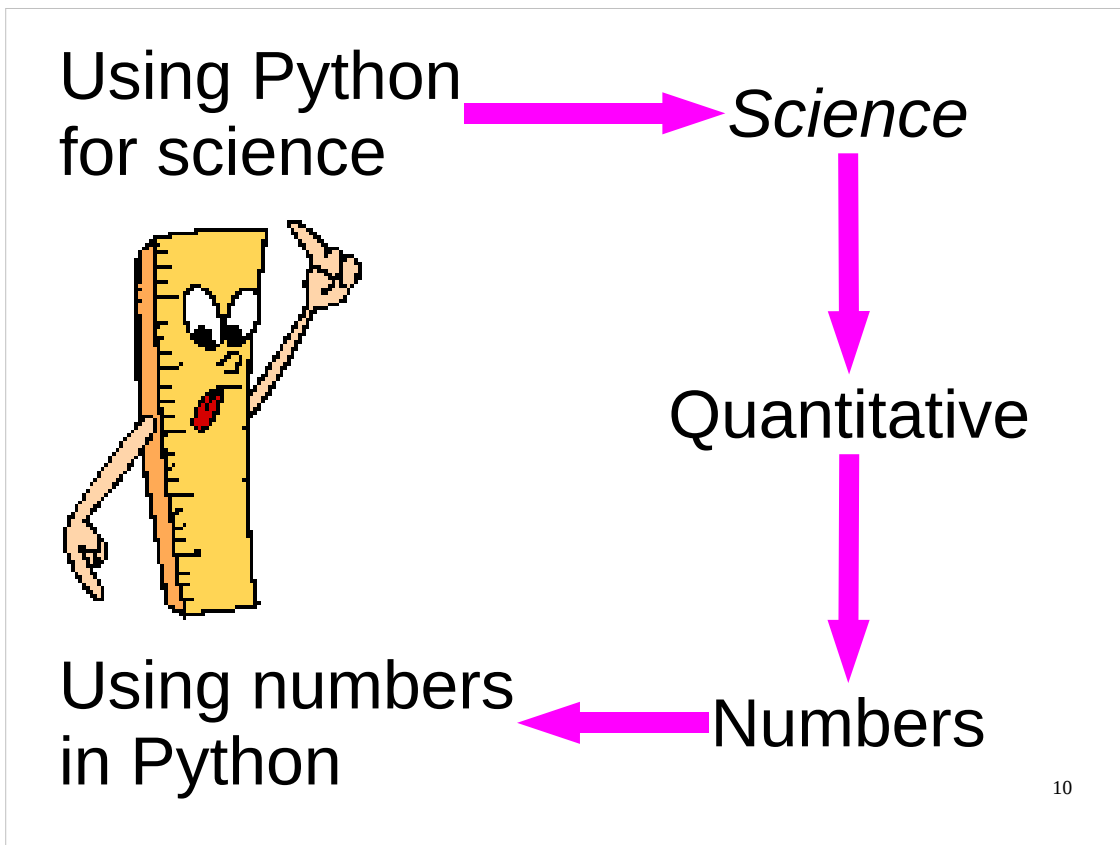 Using Python
for science
Science
Quantitative
Numbers
Using numbers
in Python
10